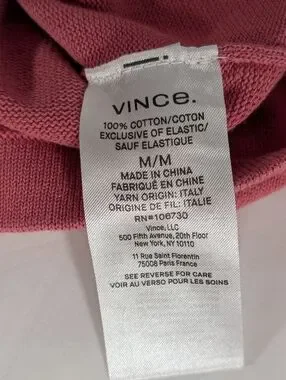 VINCe.
100% COTTON/COTON
EXCLUSIVE OF ELASTIC/
SAUF ELASTIQUE
M/M
MADE IN CHINA
FABRIQUÉ EN CHINE
YARN ORIGIN: ITALY
ORIGINE DE FIL: ITALIE
RN#106730
Vince, LLC
500 Fifth Avenue, 20th Floor
New York, NY 10110
11 Rue Saint Florentin
75008 Paris France
SEE REVERSE FOR CARE
VOIR AU VERSO POUR LES SOINS